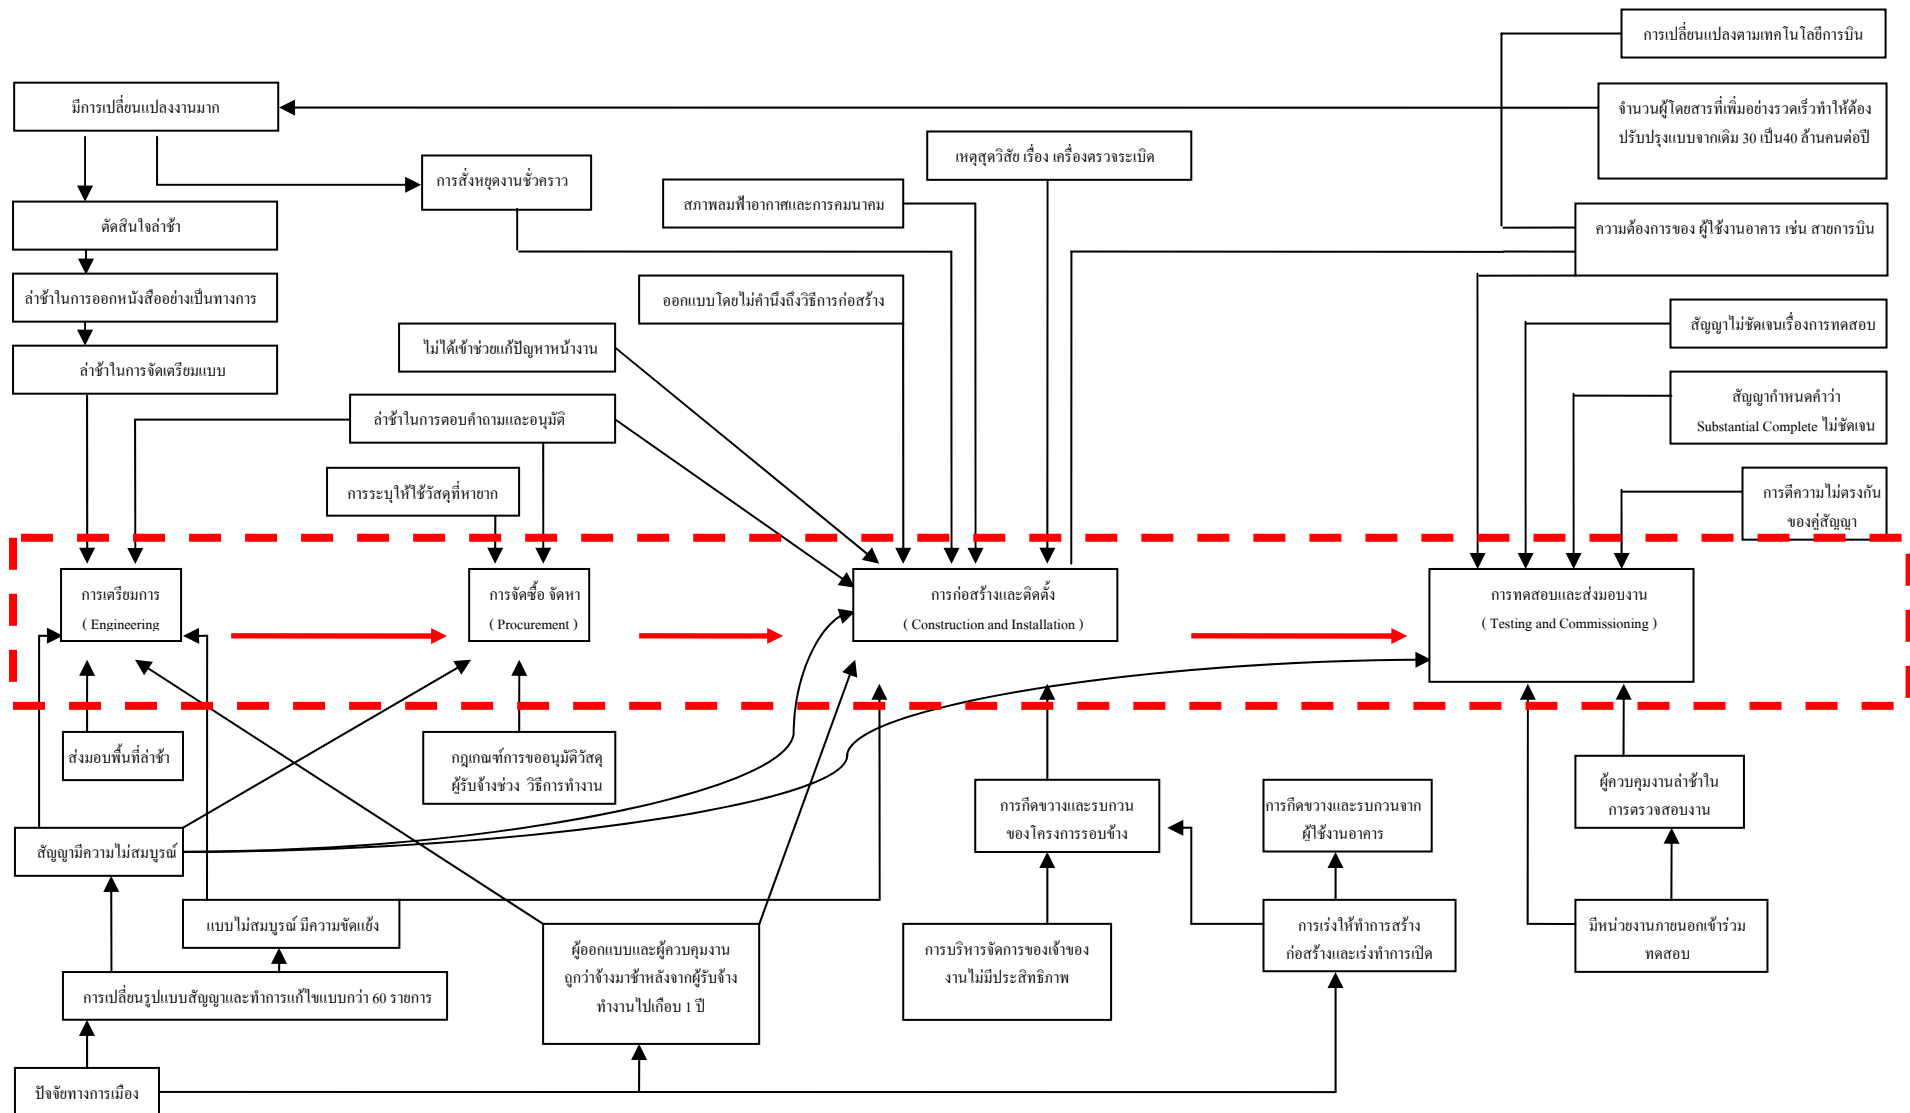 การเปลี่ยนแปลงตามเทคโนโลยีการบิน
มีการเปลี่ยนแปลงงานมาก
จำนวนผู้โดยสารที่เพิ่มอย่างรวดเร็วทำให้ต้อง
ปรับปรุงแบบจากเดิม 30 เป็น40 ล้านคนต่อปี
เหตุสุดวิสัย เรื่อง เครื่องตรวจระเบิด
การสั่งหยุดงานชั่วคราว
สภาพลมฟ้าอากาศและการคมนาคม
ตัดสินใจล่าช้า
ความต้องการของ ผู้ใช้งานอาคาร เช่น สายการบิน
ล่าช้าในการออกหนังสืออย่างเป็นทางการ
ออกแบบโดยไม่คำนึงถึงวิธีการก่อสร้าง
สัญญาไม่ชัดเจนเรื่องการทดสอบ
ไม่ได้เข้าช่วยแก้ปัญหาหน้างาน
ล่าช้าในการจัดเตรียมแบบ
สัญญากำหนดคำว่า
Substantial Complete ไม่ชัดเจน
ล่าช้าในการตอบคำถามและอนุมัติ
การระบุให้ใช้วัสดุที่หายาก
การตีความไม่ตรงกัน
ของคู่สัญญา
การเตรียมการ
( Engineering
การจัดซื้อ จัดหา
( Procurement )
การก่อสร้างและติดตั้ง
( Construction and Installation )
การทดสอบและส่งมอบงาน
( Testing and Commissioning )
ส่งมอบพื้นที่ล่าช้า
กฎเกณฑ์การขออนุมัติวัสดุ
ผู้รับจ้างช่วง วิธีการทำงาน
การกีดขวางและรบกวน
ของโครงการรอบข้าง
การกีดขวางและรบกวนจาก
ผู้ใช้งานอาคาร
ผู้ควบคุมงานล่าช้าใน
การตรวจสอบงาน
สัญญามีความไม่สมบูรณ์
แบบไม่สมบูรณ์ มีความขัดแย้ง
ผู้ออกแบบและผู้ควบคุมงาน
ถูกว่าจ้างมาช้าหลังจากผู้รับจ้าง
ทำงานไปเกือบ 1 ปี
การบริหารจัดการของเจ้าของ
งานไม่มีประสิทธิภาพ
การเร่งให้ทำการสร้าง
ก่อสร้างและเร่งทำการเปิด
มีหน่วยงานภายนอกเข้าร่วม
ทดสอบ
การเปลี่ยนรูปแบบสัญญาและทำการแก้ไขแบบกว่า 60 รายการ
ปัจจัยทางการเมือง